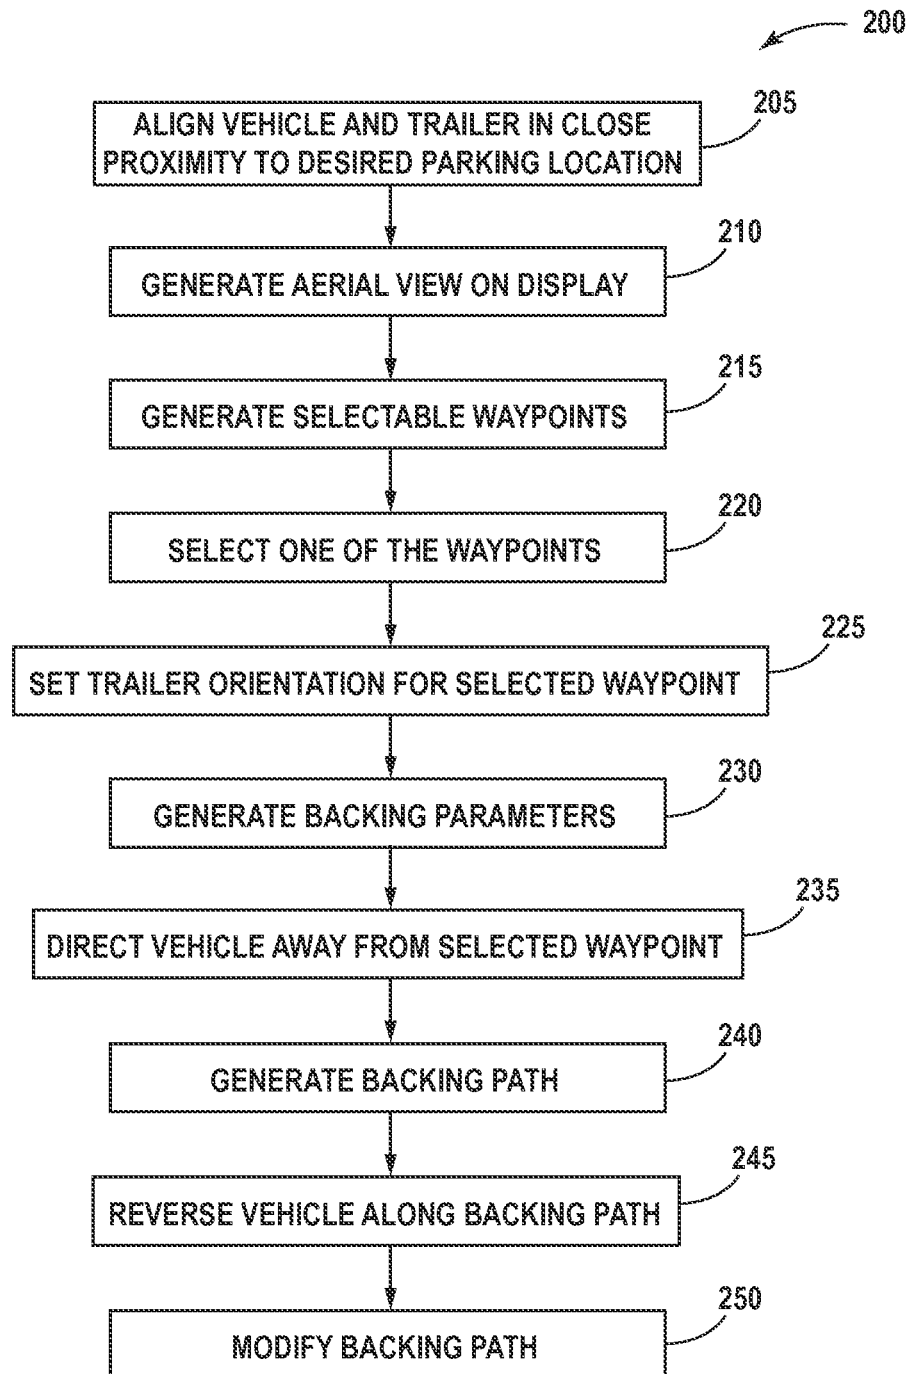 200
205
ALIGN VEHICLE AND TRAILER IN CLOSE
PROXIMITY TO DESIRED PARKING LOCATION
210
GENERATE AERIAL VIEW ON DISPLAY
215
GENERATE SELECTABLE WAYPOINTS
220
SELECT ONE OF THE WAYPOINTS
225
SET TRAILER ORIENTATION FOR SELECTED WAYPOINT
230
GENERATE BACKING PARAMETERS
235
DIRECT VEHICLE AWAY FROM SELECTED WAYPOINT
240
GENERATE BACKING PATH
245
REVERSE VEHICLE ALONG BACKING PATH
250
MODIFY BACKING PATH